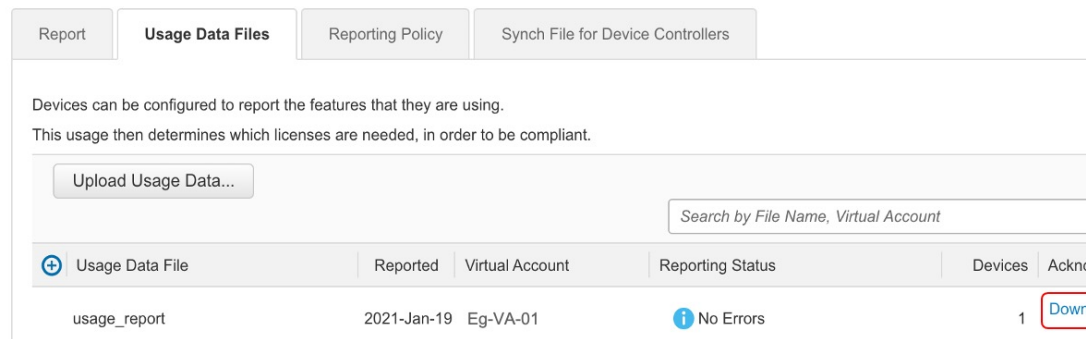 Report Usage Data Files Reporting Policy Synch File for Device Controllers
Devices can be configured to report the features that they are using.
This usage then determines which licenses are needed, in order to be compliant.
Upload Usage Data...
Search by File Name, Virtual Account
Usage Data File Reported Virtual Account Reporting Status Devices Ackno
usage_report 2021-Jan-19 Eg-VA-01 No Errors 1 Down